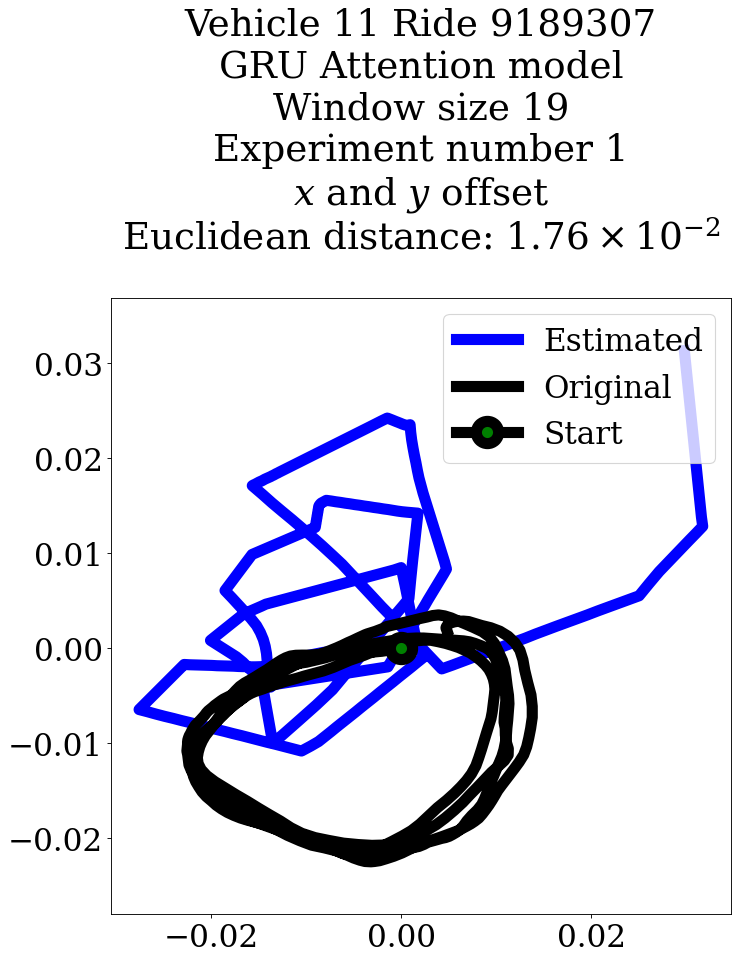 Vehicle 11 Ride 9189307
GRU Attention model
Window size 19
Experiment number 1
x and y offset
Euclidean distance: 1.76 × 10⁻²
Estimated
Original
Start
0.03
0.02
0.01
0.00
−0.01
−0.02
−0.02 0.00 0.02